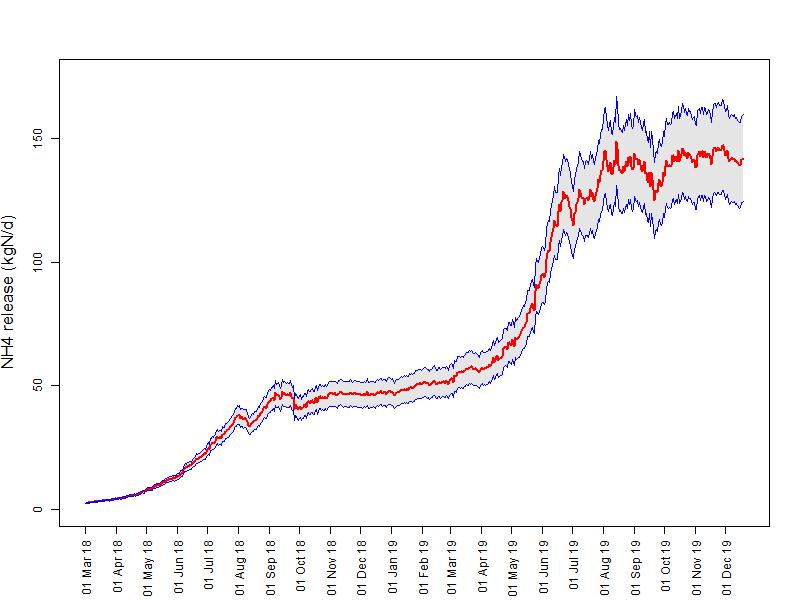 NH4 release (kgN/d)
150
100
50
0
01 Mar 18
01 Apr 18
01 May 18
01 Jun 18
01 Jul 18
01 Aug 18
01 Sep 18
01 Oct 18
01 Nov 18
01 Dec 18
01 Jan 19
01 Feb 19
01 Mar 19
01 Apr 19
01 May 19
01 Jun 19
01 Jul 19
01 Aug 19
01 Sep 19
01 Oct 19
01 Nov 19
01 Dec 19